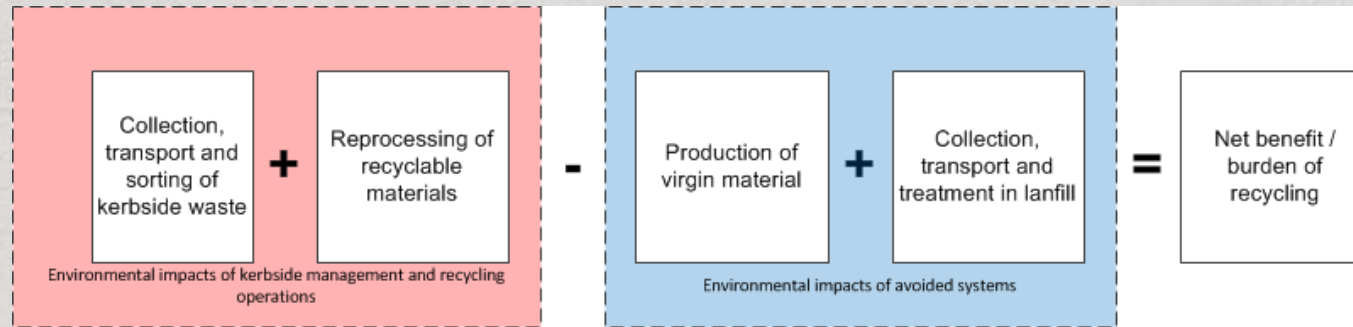 Collection,
transport and
sorting of
kerbside waste
+
Reprocessing of
recyclable
materials
Environmental impacts of kerbside management and recycling
operations
-
Production of
virgin material
+
Collection,
transport and
treatment in lanfill
Environmental impacts of avoided systems
=
Net benefit /
burden of
recycling